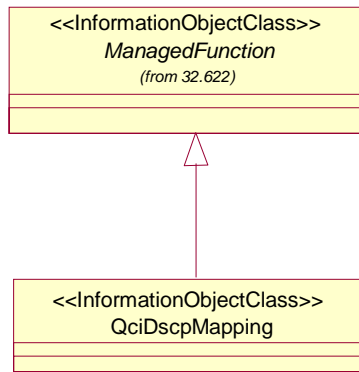 <<InformationObjectClass>>
ManagedFunction
(from 32.622)
<<InformationObjectClass>>
QciDscpMapping